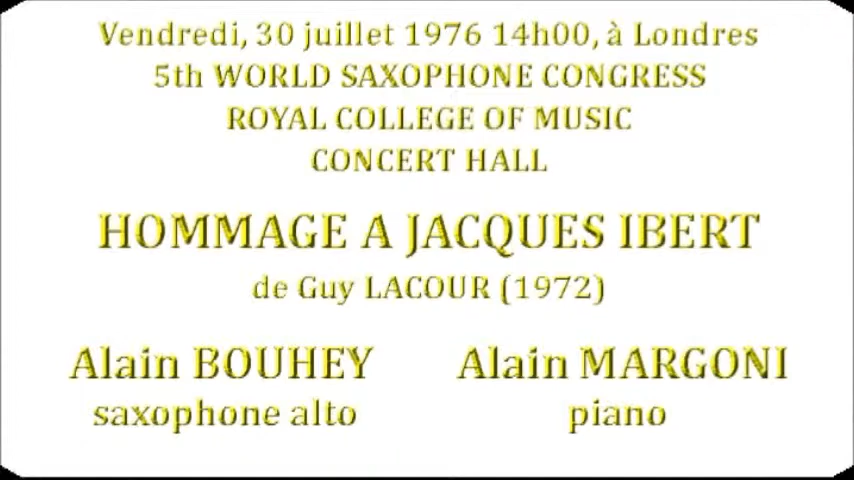 Vendredi, 30 juillet 1976 14h00, à Londres
5th WORLD SAXOPHONE CONGRESS
ROYAL COLLEGE OF MUSIC
CONCERT HALL
HOMMAGE A JACQUES IBERT
de Guy LACOUR (1972)
Alain BOUHEY Alain MARGONI
saxophone alto piano